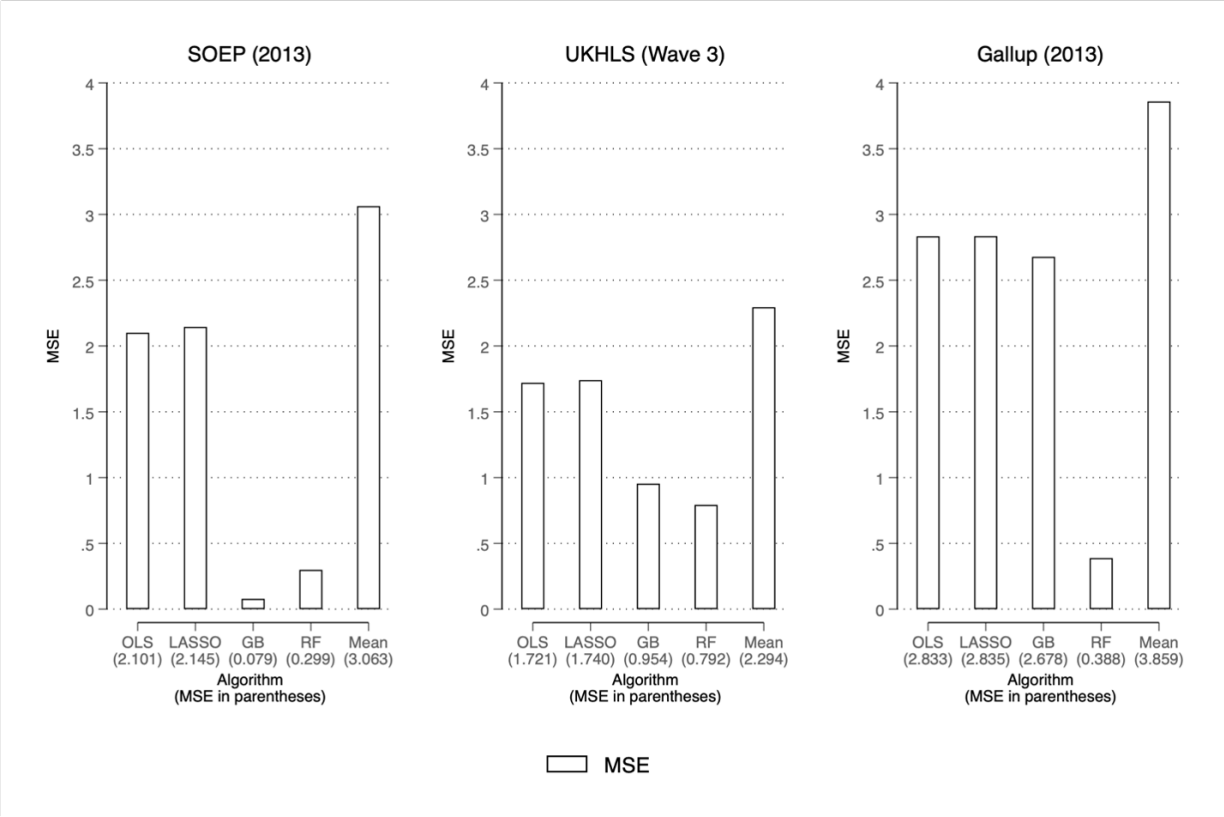 SOEP (2013)
MSE
4
3.5
3
2.5
2
1.5
1
.5
0
OLS LASSO GB RF Mean
(2.101) (2.145) (0.079) (0.299) (3.063)
Algorithm
(MSE in parentheses)
UKHLS (Wave 3)
MSE
4
3.5
3
2.5
2
1.5
1
.5
0
OLS LASSO GB RF Mean
(1.721) (1.740) (0.954) (0.792) (2.294)
Algorithm
(MSE in parentheses)
Gallup (2013)
MSE
4
3.5
3
2.5
2
1.5
1
.5
0
OLS LASSO GB RF Mean
(2.833) (2.835) (2.678) (0.388) (3.859)
Algorithm
(MSE in parentheses)
MSE